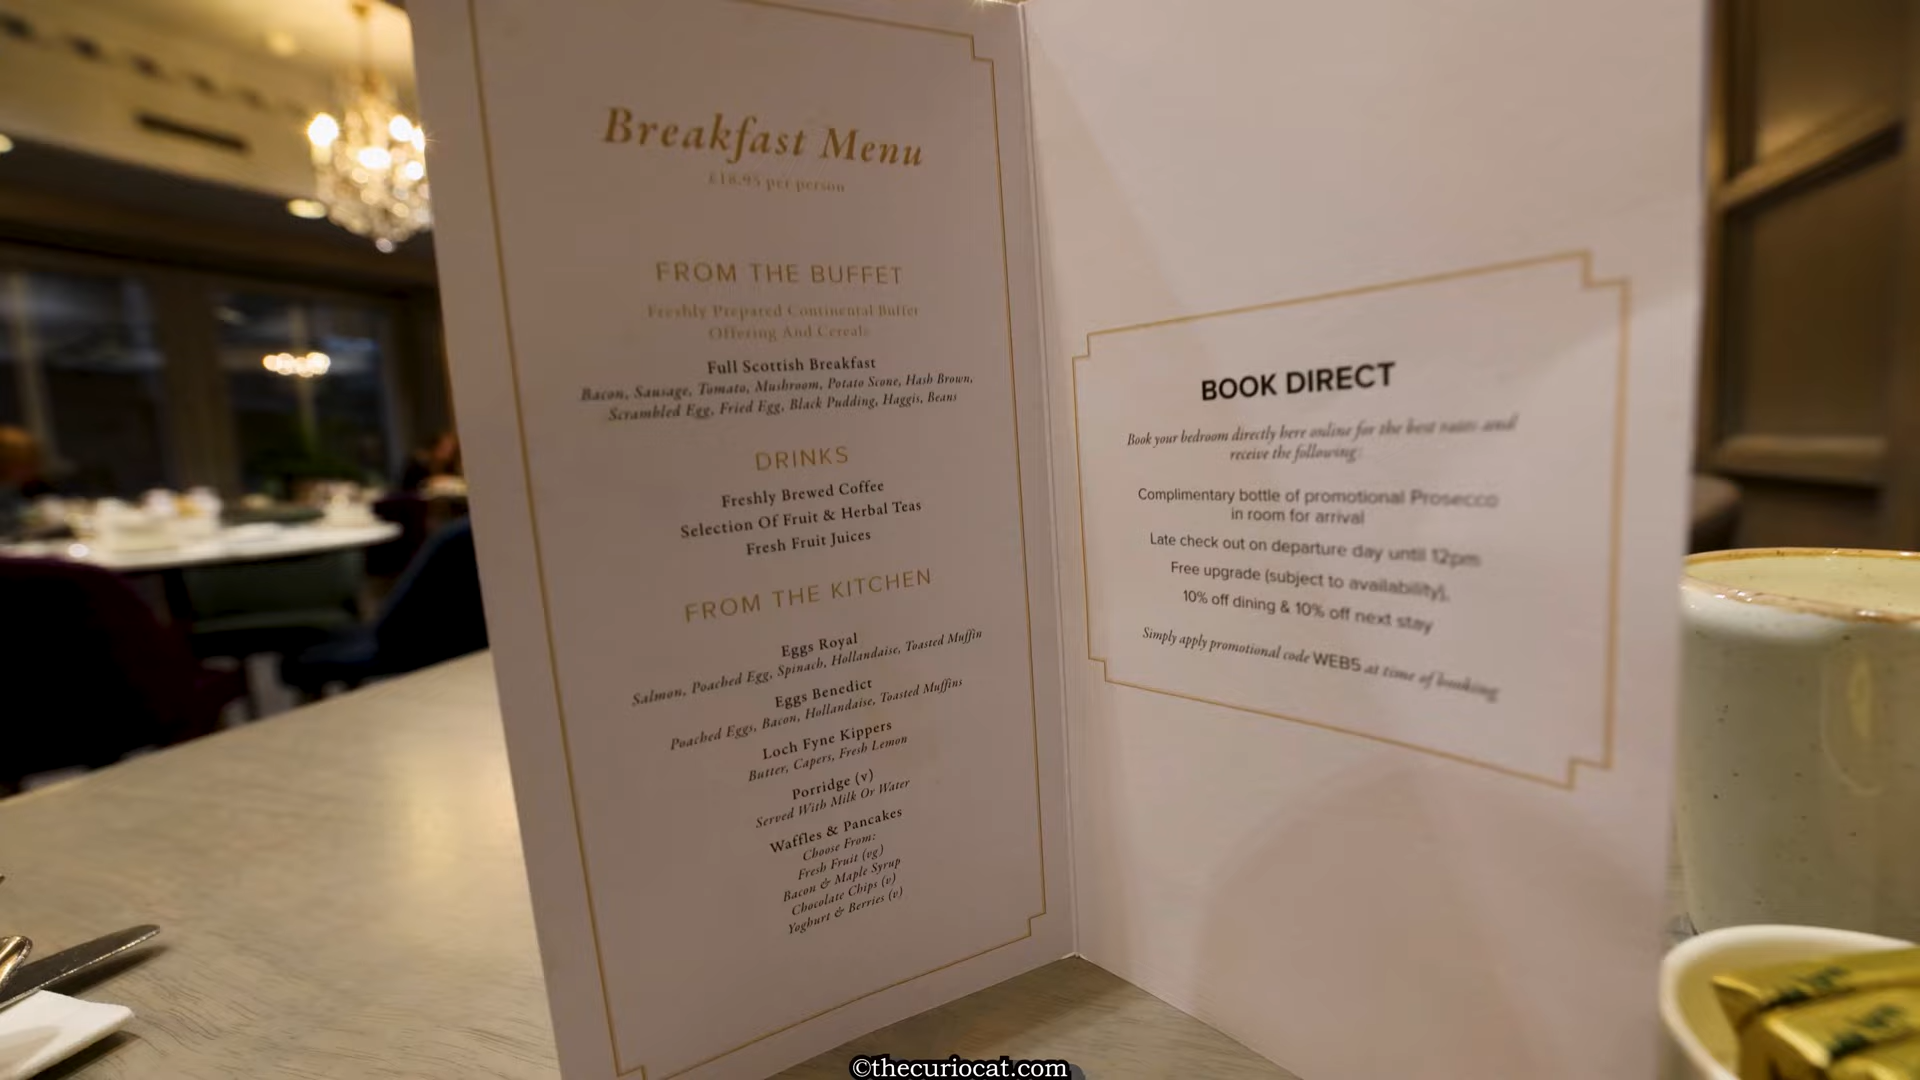 Breakfast Menu
£18.95 per person
FROM THE BUFFET
Freshly Prepared Continental Buffet
Offering And Cereals
Full Scottish Breakfast
Bacon, Sausage, Tomato, Mushroom, Potato Scone, Hash Brown,
Scrambled Egg, Fried Egg, Black Pudding, Haggis, Beans
DRINKS
Freshly Brewed Coffee
Selection Of Fruit & Herbal Teas
Fresh Fruit Juices
FROM THE KITCHEN
Eggs Royal
Salmon, Poached Egg, Spinach, Hollandaise, Toasted Muffin
Eggs Benedict
Poached Eggs, Bacon, Hollandaise, Toasted Muffins
Loch Fyne Kippers
Butter, Capers, Fresh Lemon
Porridge (v)
Served With Milk Or Water
Waffles & Pancakes
Choose From:
Fresh Fruit (vg)
Bacon & Maple Syrup
Chocolate Chips (v)
Yoghurt & Berries (v)
BOOK DIRECT
Book your bedroom directly here online for the best rates and
receive the following:
Complimentary bottle of promotional Prosecco
in room for arrival
Late check out on departure day until 12pm
Free upgrade (subject to availability).
10% off dining & 10% off next stay
Simply apply promotional code WEB5 at time of booking
©thecuriocat.com